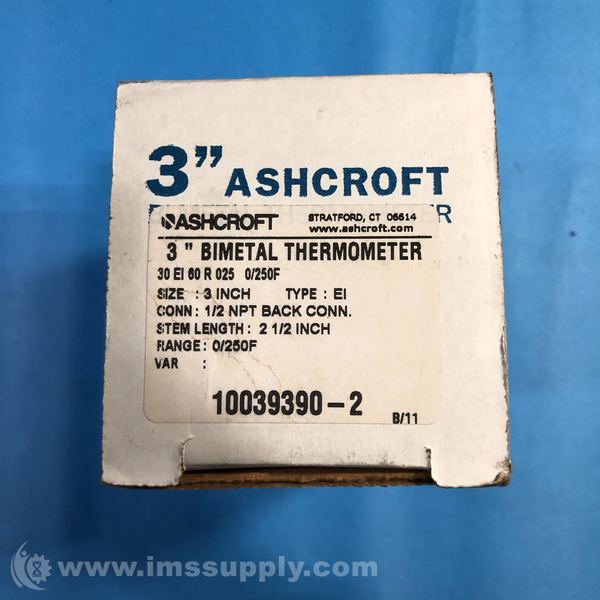 3” ASHCROFT
ER
ASHCROFT
STRATFORD, CT 06614
www.ashcroft.com
3 " BIMETAL THERMOMETER
30 EI 60 R 025 0/250F
SIZE : 3 INCH TYPE : EI
CONN : 1/2 NPT BACK CONN.
STEM LENGTH : 2 1/2 INCH
RANGE : 0/250F
VAR :
10039390-2
B/11
www.imssupply.com